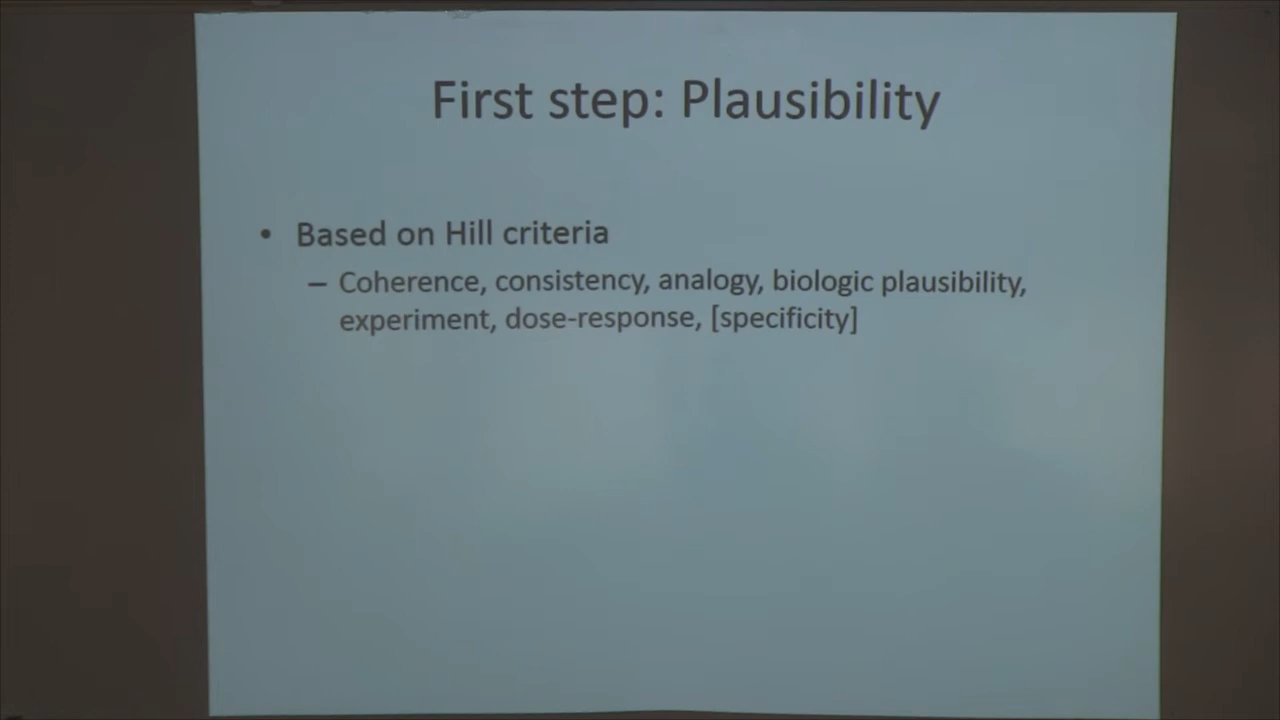 First step: Plausibility
• Based on Hill criteria
– Coherence, consistency, analogy, biologic plausibility,
experiment, dose-response, [specificity]